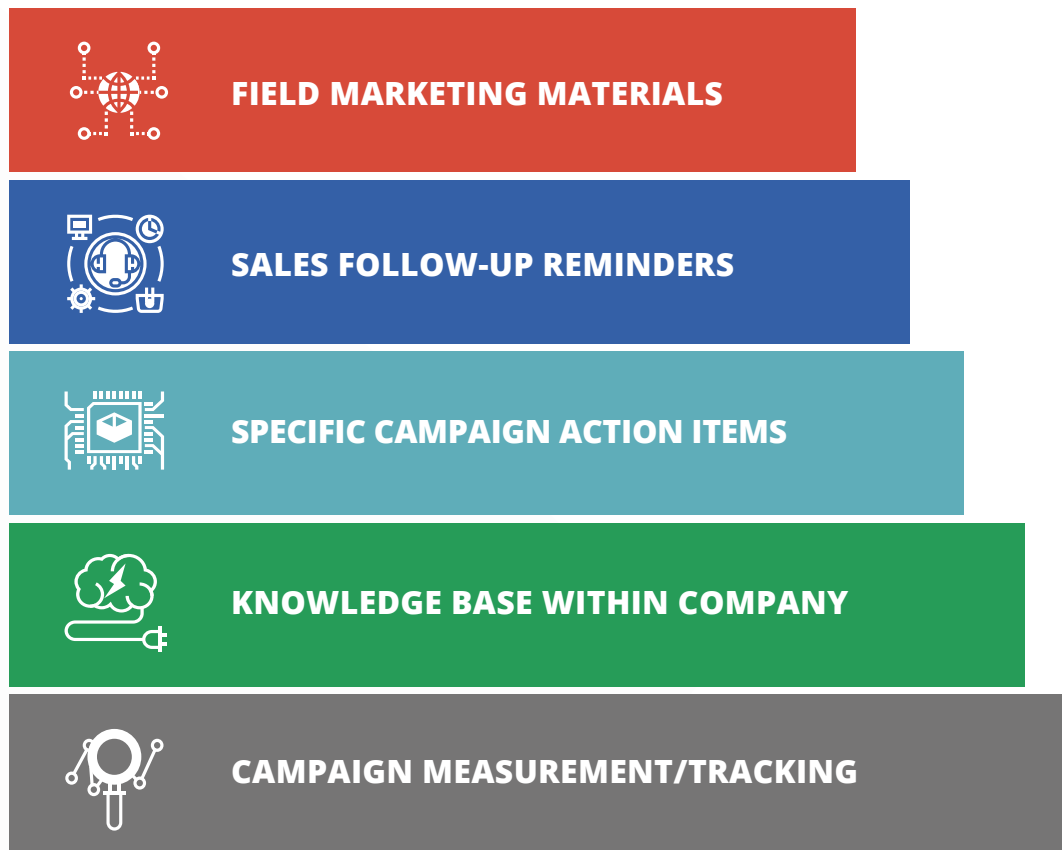 FIELD MARKETING MATERIALS
SALES FOLLOW-UP REMINDERS
SPECIFIC CAMPAIGN ACTION ITEMS
KNOWLEDGE BASE WITHIN COMPANY
CAMPAIGN MEASUREMENT/TRACKING